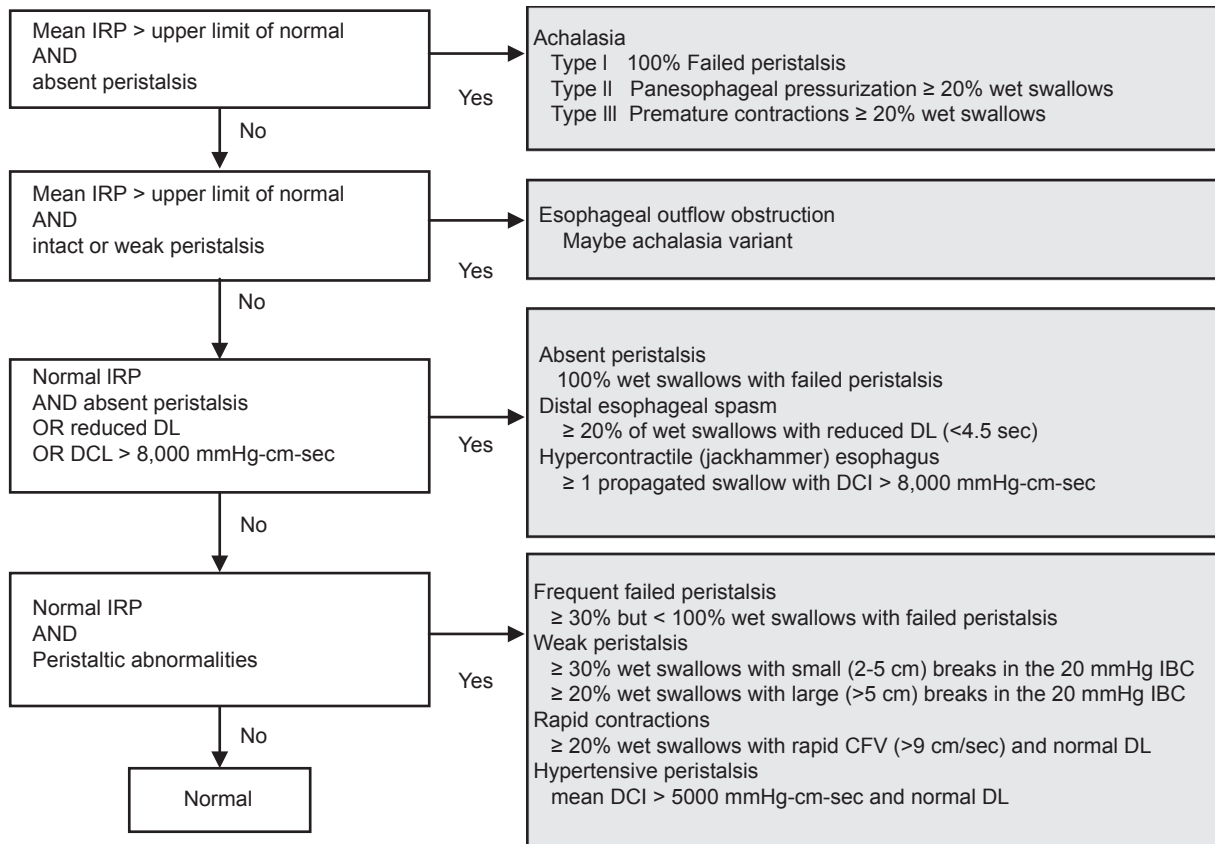 Mean IRP > upper limit of normal
AND
absent peristalsis
Yes
Achalasia
Type I 100% Failed peristalsis
Type II Panesophageal pressurization ≥ 20% wet swallows
Type III Premature contractions ≥ 20% wet swallows
No
Mean IRP > upper limit of normal
AND
intact or weak peristalsis
Yes
Esophageal outflow obstruction
Maybe achalasia variant
No
Normal IRP
AND absent peristalsis
OR reduced DL
OR DCL > 8,000 mmHg-cm-sec
Yes
Absent peristalsis
100% wet swallows with failed peristalsis
Distal esophageal spasm
≥ 20% of wet swallows with reduced DL (<4.5 sec)
Hypercontractile (jackhammer) esophagus
≥ 1 propagated swallow with DCI > 8,000 mmHg-cm-sec
No
Normal IRP
AND
Peristaltic abnormalities
Yes
Frequent failed peristalsis
≥ 30% but < 100% wet swallows with failed peristalsis
Weak peristalsis
≥ 30% wet swallows with small (2-5 cm) breaks in the 20 mmHg IBC
≥ 20% wet swallows with large (>5 cm) breaks in the 20 mmHg IBC
Rapid contractions
≥ 20% wet swallows with rapid CFV (>9 cm/sec) and normal DL
Hypertensive peristalsis
mean DCI > 5000 mmHg-cm-sec and normal DL
No
Normal